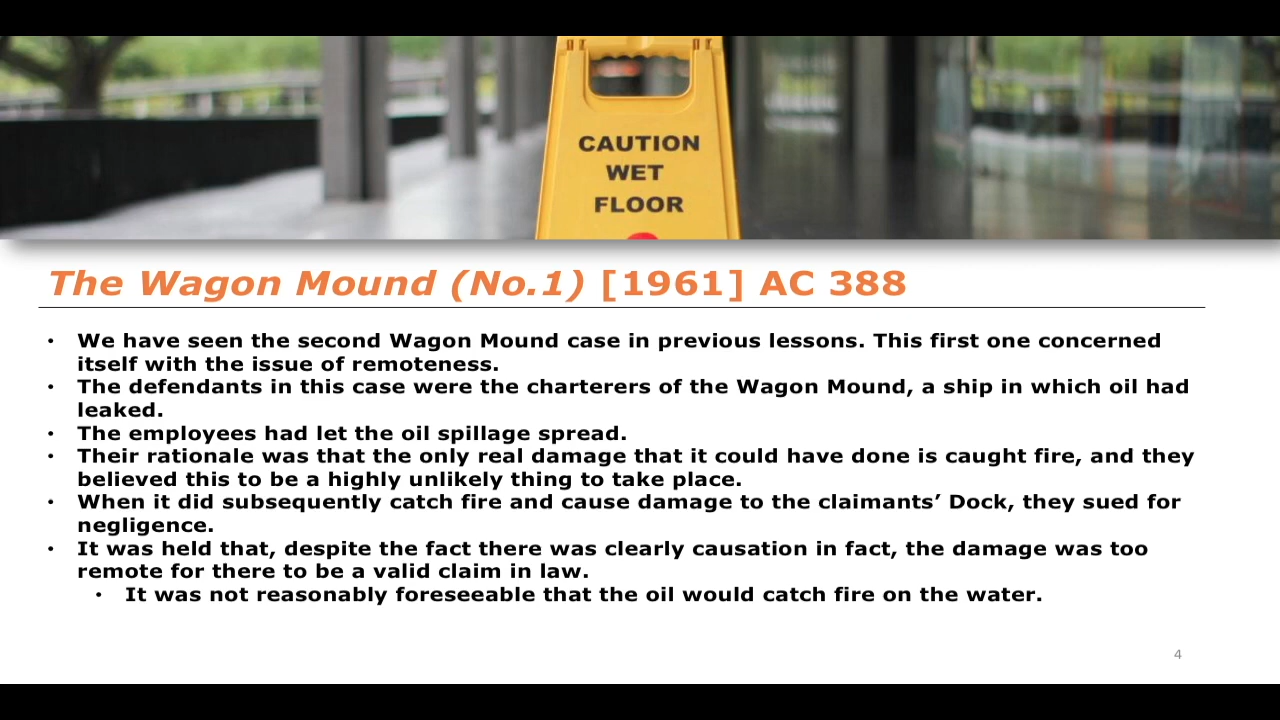 CAUTION
WET
FLOOR
The Wagon Mound (No.1) [1961] AC 388
• We have seen the second Wagon Mound case in previous lessons. This first one concerned
itself with the issue of remoteness.
• The defendants in this case were the charterers of the Wagon Mound, a ship in which oil had
leaked.
• The employees had let the oil spillage spread.
• Their rationale was that the only real damage that it could have done is caught fire, and they
believed this to be a highly unlikely thing to take place.
• When it did subsequently catch fire and cause damage to the claimants’ Dock, they sued for
negligence.
• It was held that, despite the fact there was clearly causation in fact, the damage was too
remote for there to be a valid claim in law.
• It was not reasonably foreseeable that the oil would catch fire on the water.
4